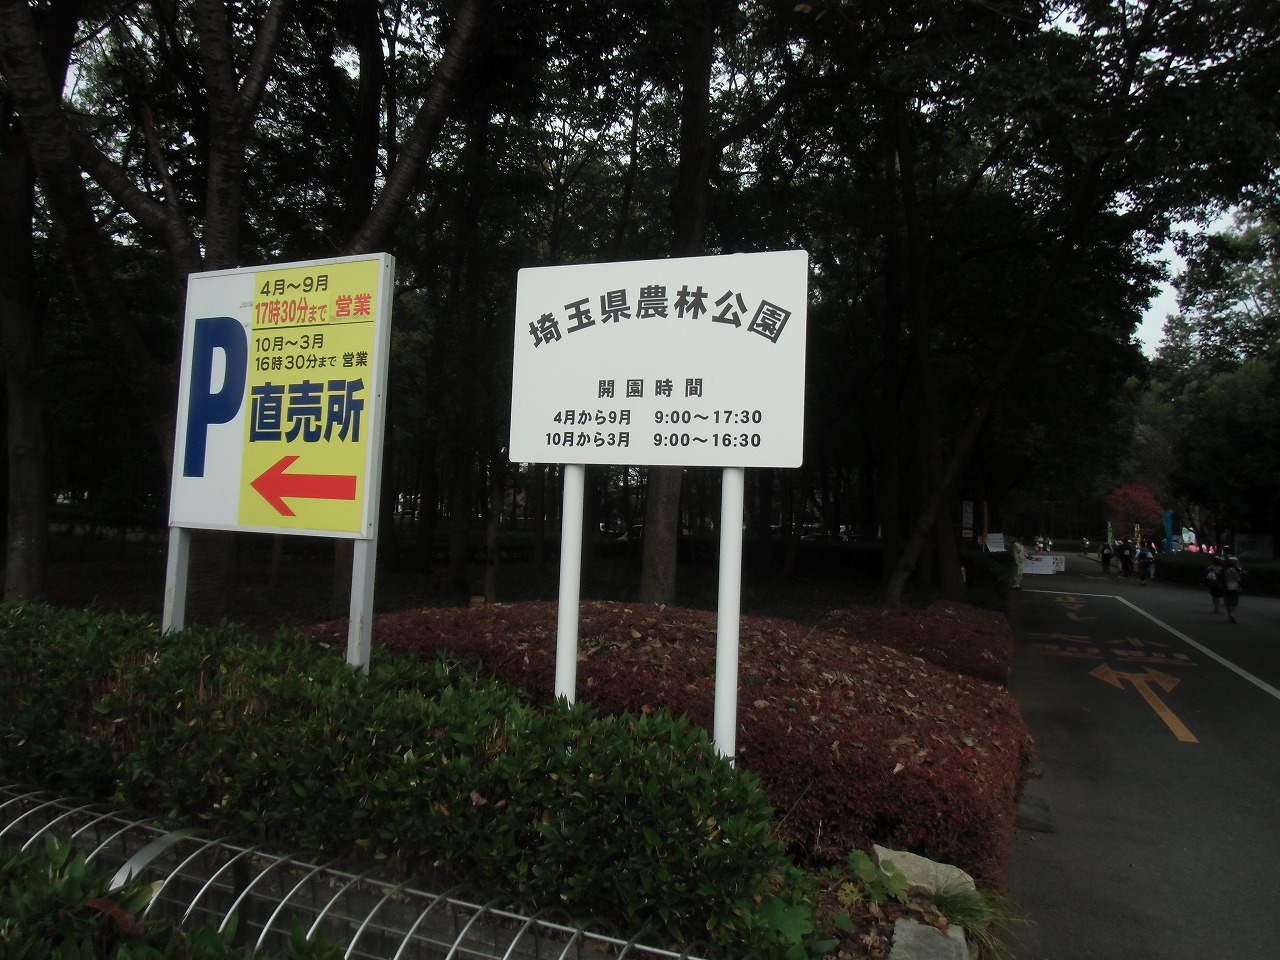 P
4月〜9月
17時30分まで 営業
10月〜3月
16時30分まで 営業
直売所
埼玉県農林公園
開園時間
4月から9月 9:00〜17:30
10月から3月 9:00〜16:30